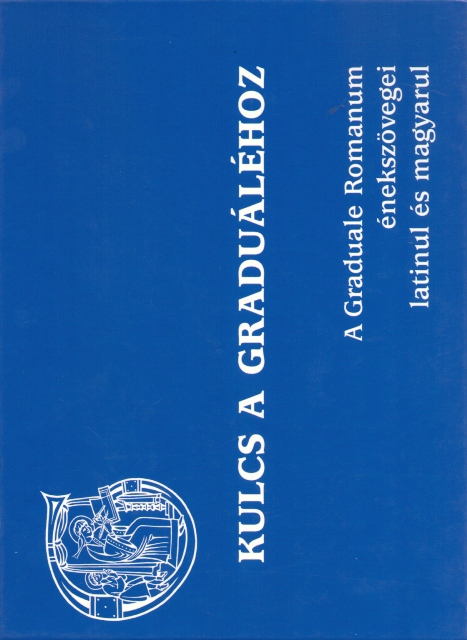 KULCS A GRADUÁLÉHOZ
A Graduale Romanum
énekszövegei
latinul és magyarul